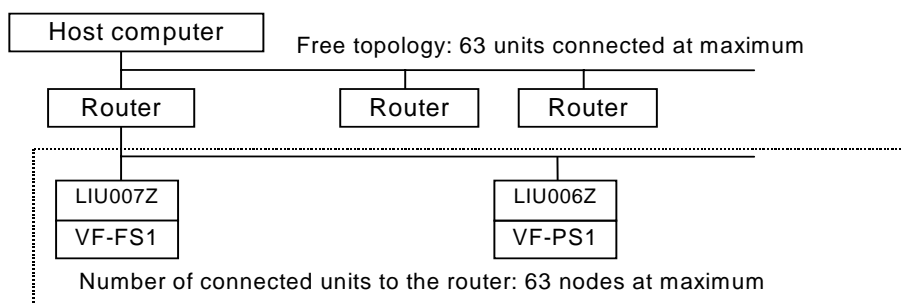 Host computer
Free topology: 63 units connected at maximum
Router
Router
Router
LIU007Z
LIU006Z
VF-FS1
VF-PS1
Number of connected units to the router: 63 nodes at maximum